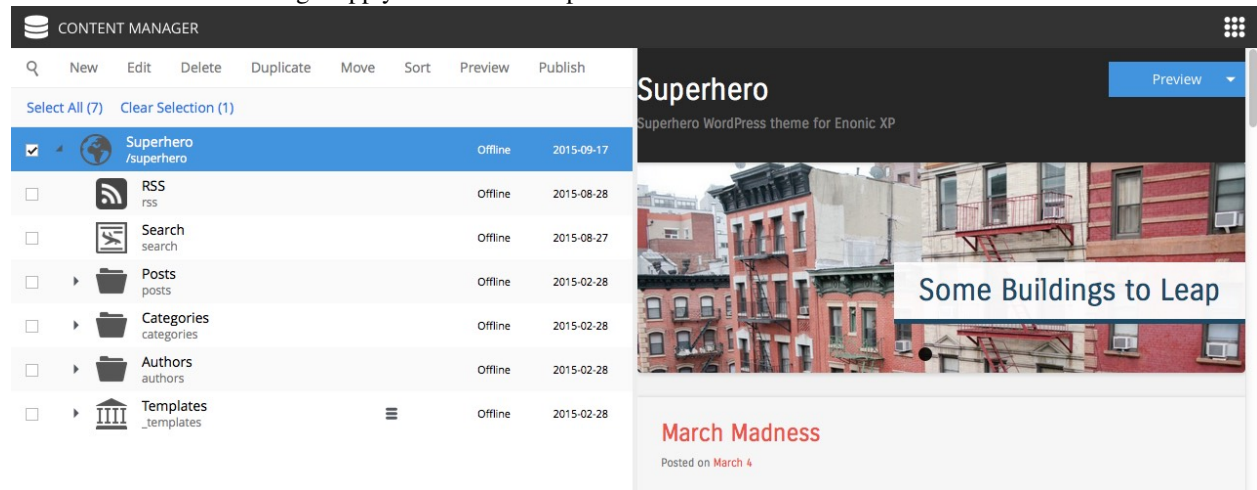 CONTENT MANAGER
New Edit Delete Duplicate Move Sort Preview Publish
Select All (7) Clear Selection (1)
Superhero
/superhero
Offline 2015-09-17
RSS
rss
Offline 2015-08-28
Search
search
Offline 2015-08-27
Posts
posts
Offline 2015-02-28
Categories
categories
Offline 2015-02-28
Authors
authors
Offline 2015-02-28
Templates
_templates
Offline 2015-02-28
Preview
Superhero
Superhero WordPress theme for Enonic XP
Some Buildings to Leap
March Madness
Posted on March 4